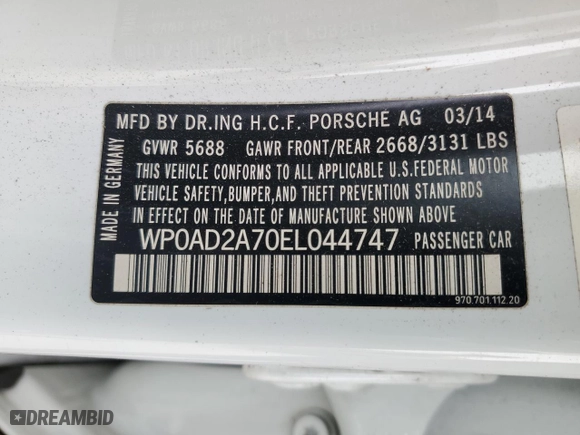 MFD BY DR.ING H.C.F. PORSCHE AG 03/14
GVWR 5688 GAWR FRONT/REAR 2668/3131 LBS
THIS VEHICLE CONFORMS TO ALL APPLICABLE U.S.FEDERAL MOTOR
VEHICLE SAFETY,BUMPER,AND THEFT PREVENTION STANDARDS
IN EFFECT ON THE DATE OF MANUFACTURE SHOWN ABOVE.
WP0AD2A70EL044747 PASSENGER CAR
MADE IN GERMANY
970.701.112.20
DREAMBID